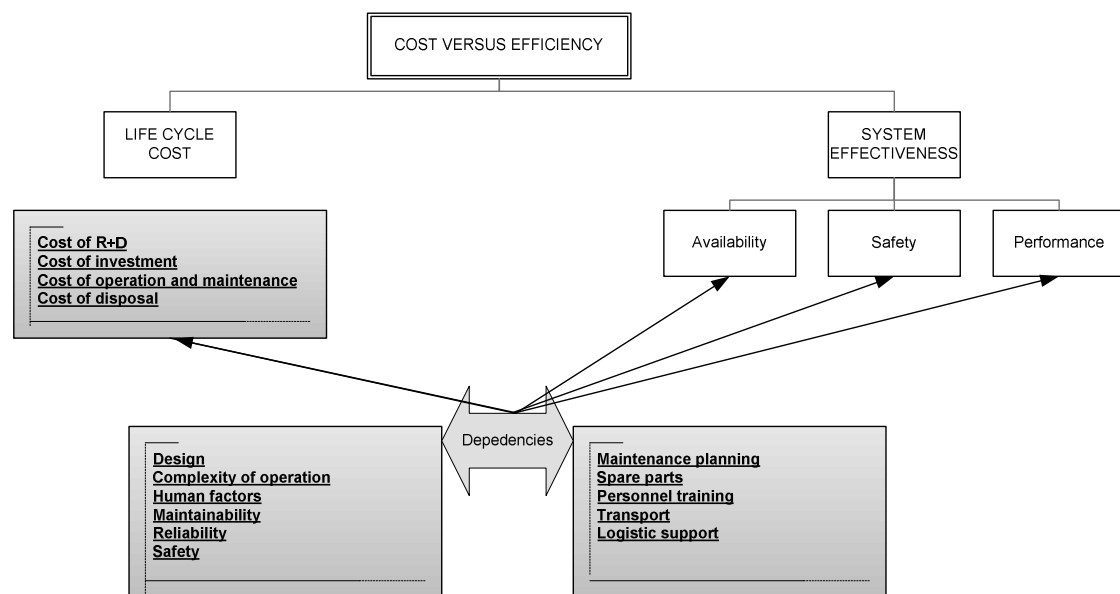 COST VERSUS EFFICIENCY
LIFE CYCLE
COST
SYSTEM
EFFECTIVENESS
Cost of R+D
Cost of investment
Cost of operation and maintenance
Cost of disposal
Availability
Safety
Performance
Depedencies
Design
Complexity of operation
Human factors
Maintainability
Reliability
Safety
Maintenance planning
Spare parts
Personnel training
Transport
Logistic support